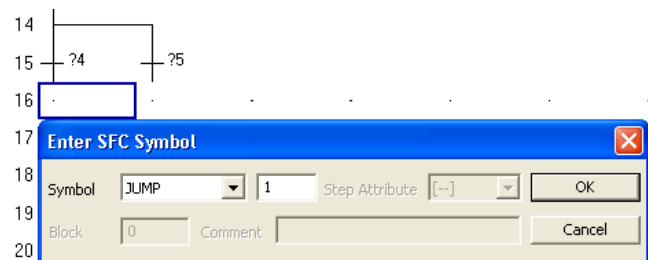 14
15 ?4 ?5
16
17 Enter SFC Symbol
18 Symbol JUMP 1 Step Attribute [--] OK
19 Block 0 Comment Cancel
20